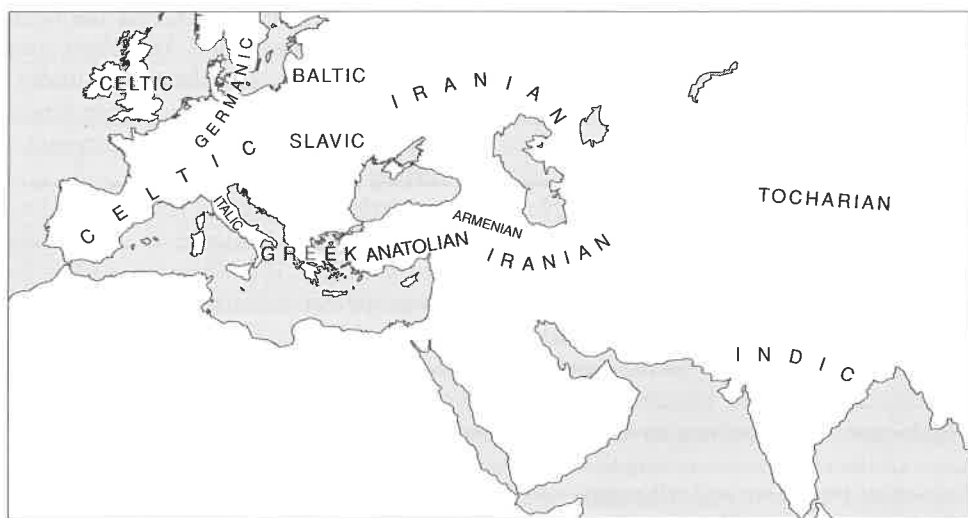 CELTIC
GERMANIC
BALTIC
IRANIAN
SLAVIC
CELTIC
TOCHARIAN
ITALIC
ARMENIAN
GREEK
ANATOLIAN
IRANIAN
INDIC